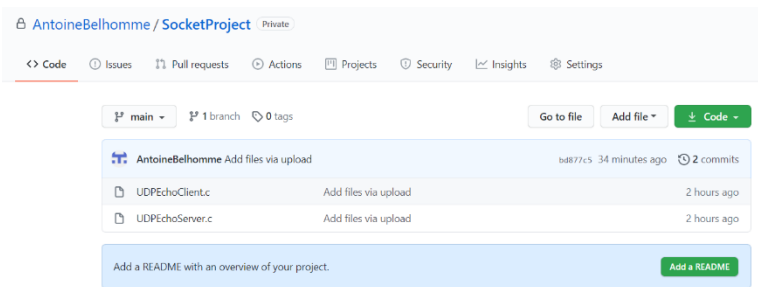 AntoineBelhomme / SocketProject Private
<> Code Issues Pull requests Actions Projects Security Insights Settings
main 1 branch 0 tags Go to file Add file Code
AntoineBelhomme Add files via upload bd877c5 34 minutes ago 2 commits
UDPEchoClient.c Add files via upload 2 hours ago
UDPEchoServer.c Add files via upload 2 hours ago
Add a README with an overview of your project. Add a README